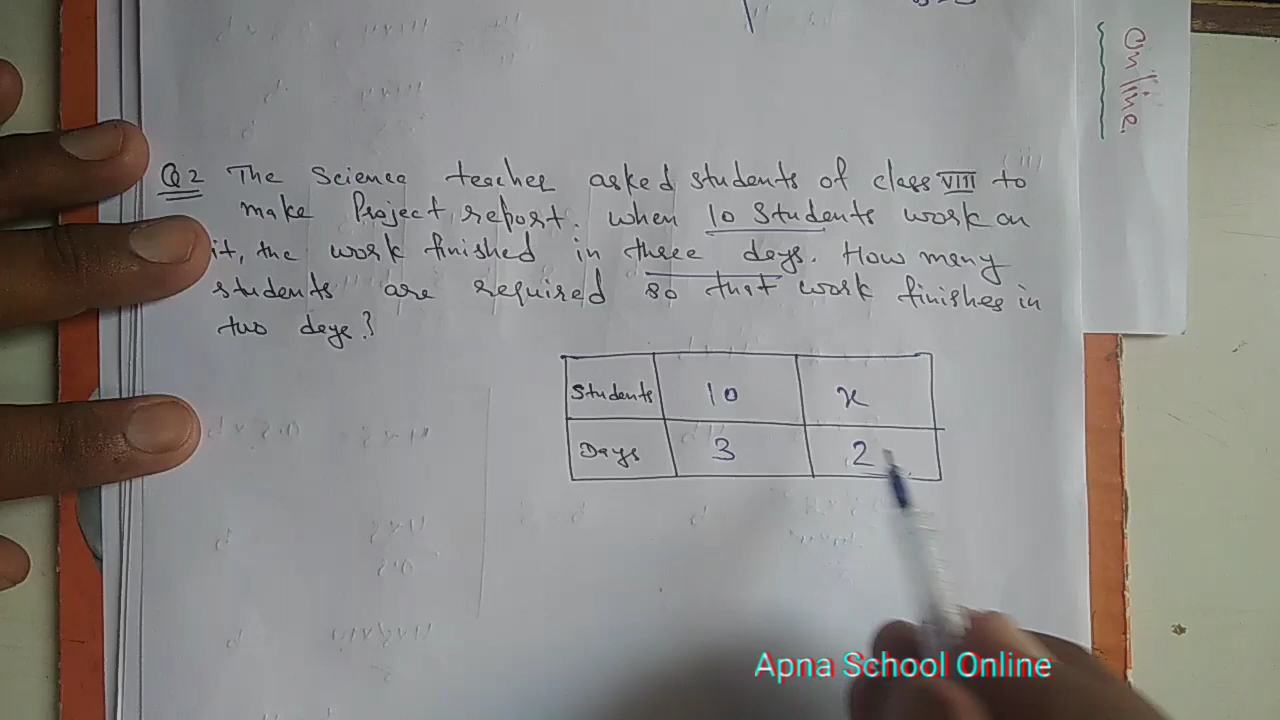 Online
Q2 The Science teacher asked students of class VIII to
make Project report. When 10 Students work on
it, the work finished in three days. How many
students are required so that work finishes in
two days?
Students 10 x
Days 3 2
Apna School Online